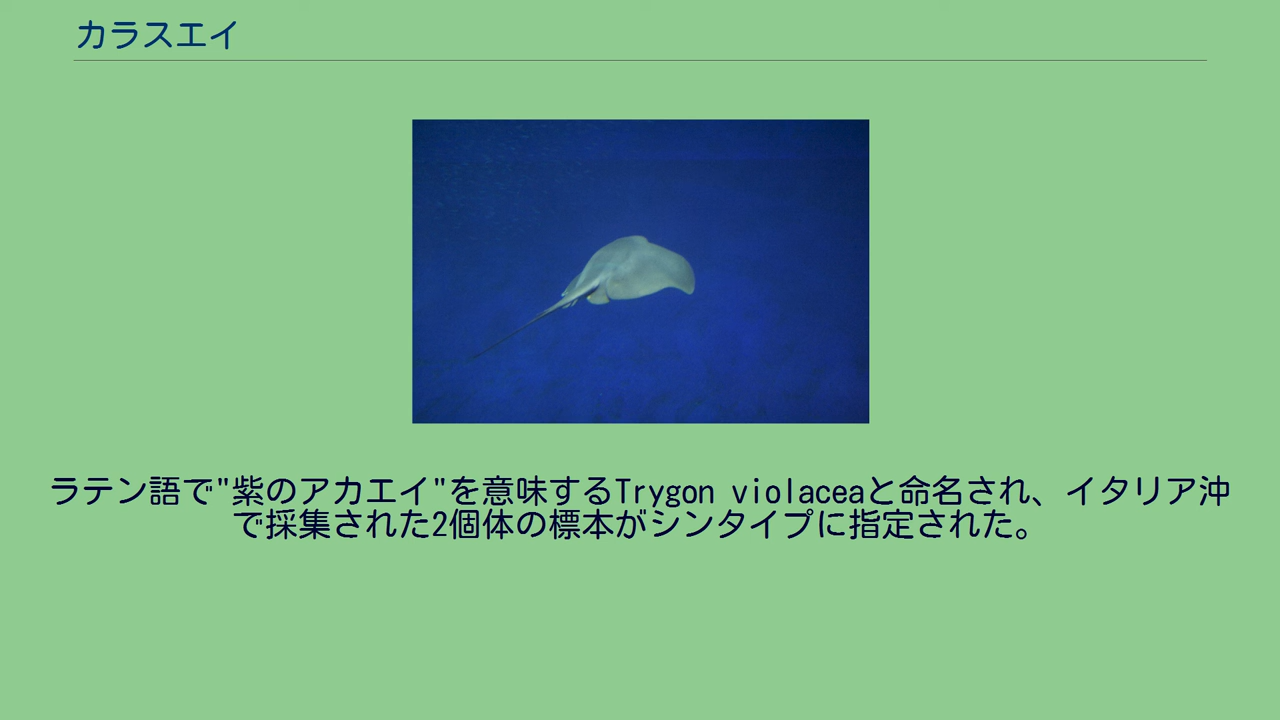 カラスエイ
ラテン語で"紫のアカエイ"を意味するTrygon violaceaと命名され、イタリア沖
で採集された2個体の標本がシンタイプに指定された。